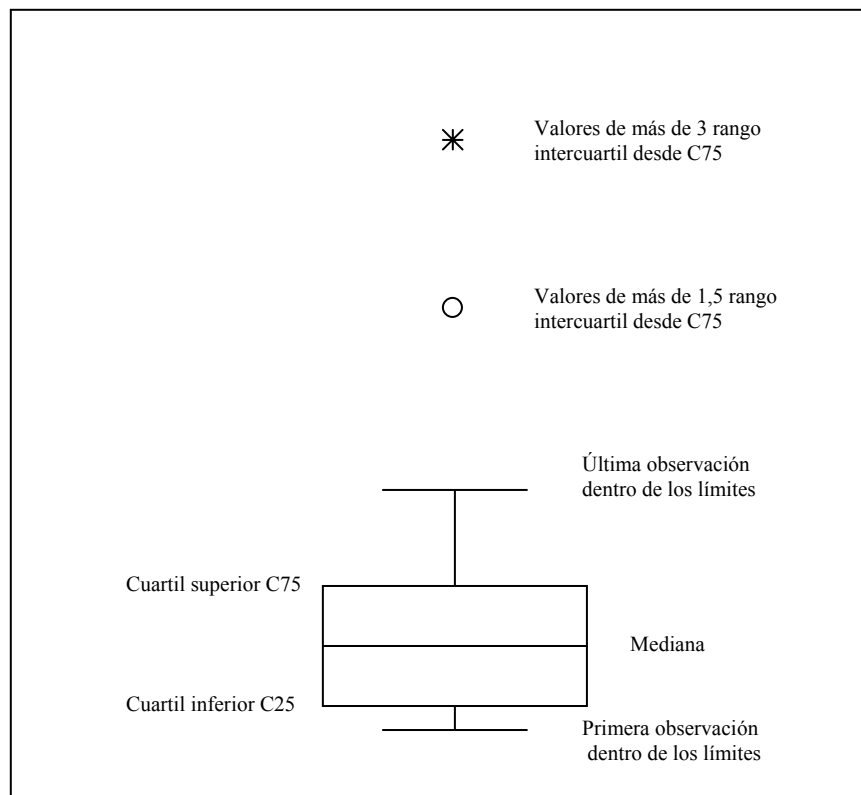 Valores de más de 3 rango
intercuartil desde C75
Valores de más de 1,5 rango
intercuartil desde C75
Última observación
dentro de los límites
Cuartil superior C75
Mediana
Cuartil inferior C25
Primera observación
dentro de los límites